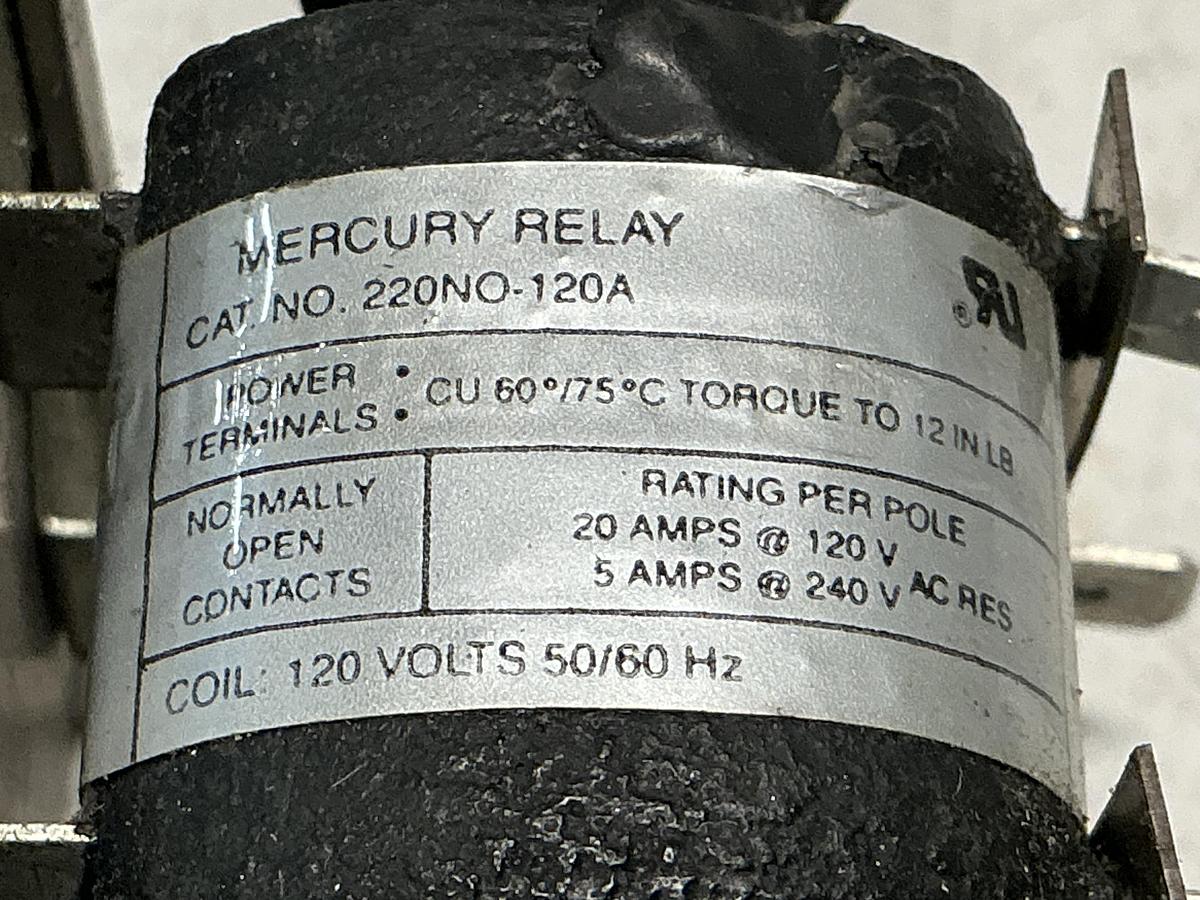 MERCURY RELAY
CAT. NO. 220NO-120A
POWER TERMINALS : CU 60°/75°C TORQUE TO 12 IN LB
NORMALLY
OPEN
CONTACTS
RATING PER POLE
20 AMPS @ 120 V
5 AMPS @ 240 V AC RES
COIL: 120 VOLTS 50/60 Hz